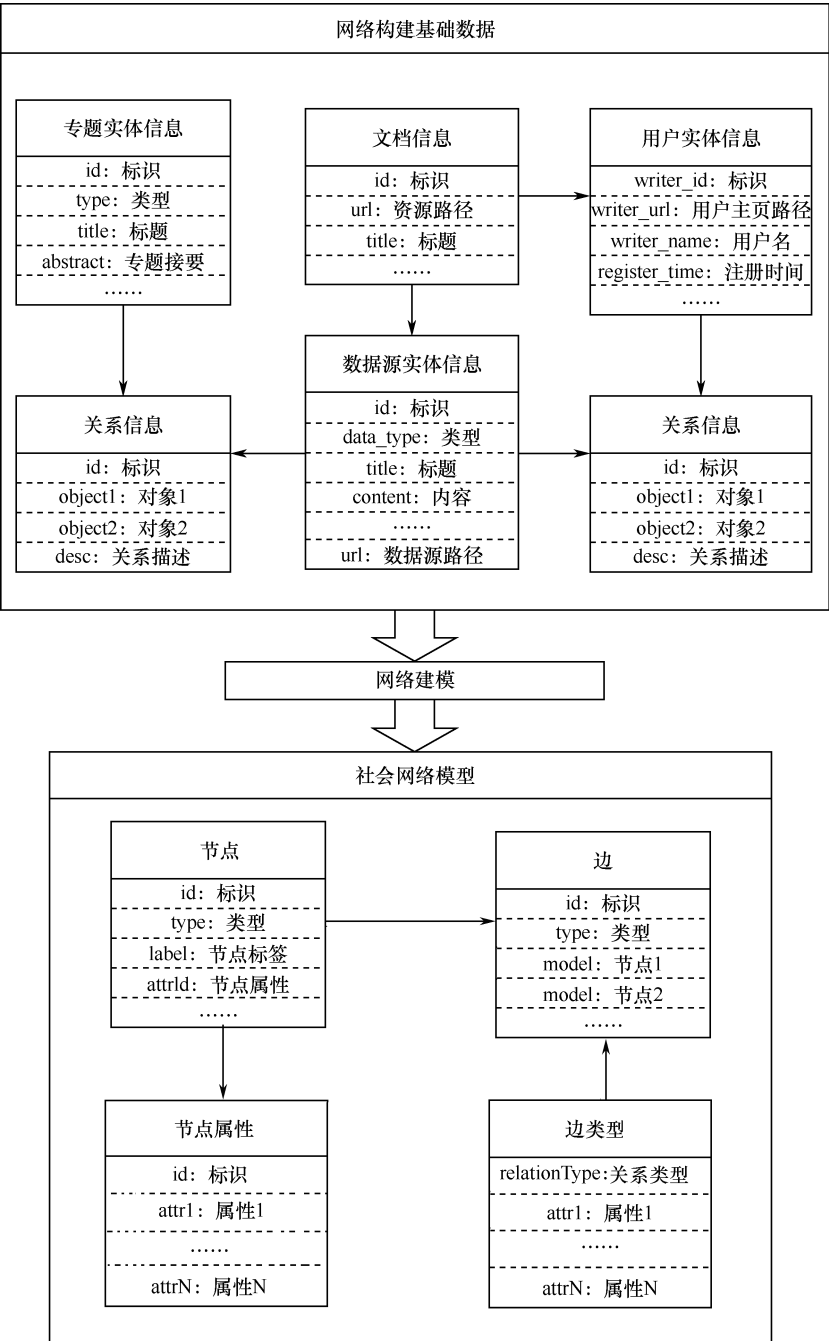 网络构建基础数据
专题实体信息
id：标识
type：类型
title：标题
abstract：专题接要
……
文档信息
id：标识
url：资源路径
title：标题
……
用户实体信息
writer_id：标识
writer_url：用户主页路径
writer_name：用户名
register_time：注册时间
……
关系信息
id：标识
object1：对象1
object2：对象2
desc：关系描述
数据源实体信息
id：标识
data_type：类型
title：标题
content：内容
……
url：数据源路径
关系信息
id：标识
object1：对象1
object2：对象2
desc：关系描述
网络建模
社会网络模型
节点
id：标识
type：类型
label：节点标签
attrld：节点属性
……
边
id：标识
type：类型
model：节点1
model：节点2
……
节点属性
id：标识
attr1：属性1
……
attrN：属性N
边类型
relationType:关系类型
attr1：属性1
……
attrN：属性N